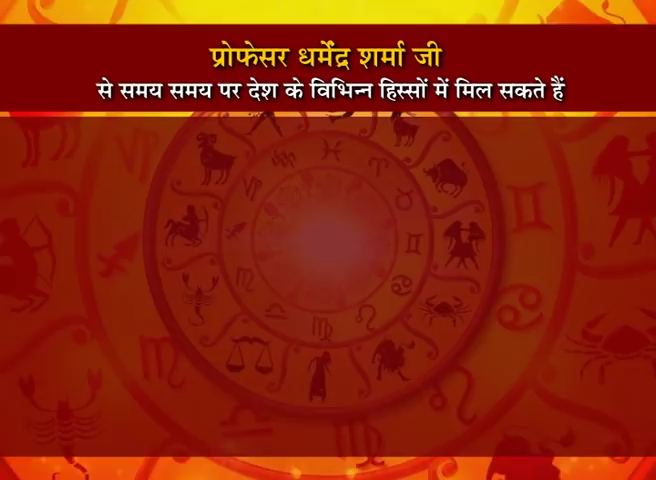 प्रोफेसर धर्मेंद्र शर्मा जी
से समय समय पर देश के विभिन्न हिस्सों में मिल सकते हैं